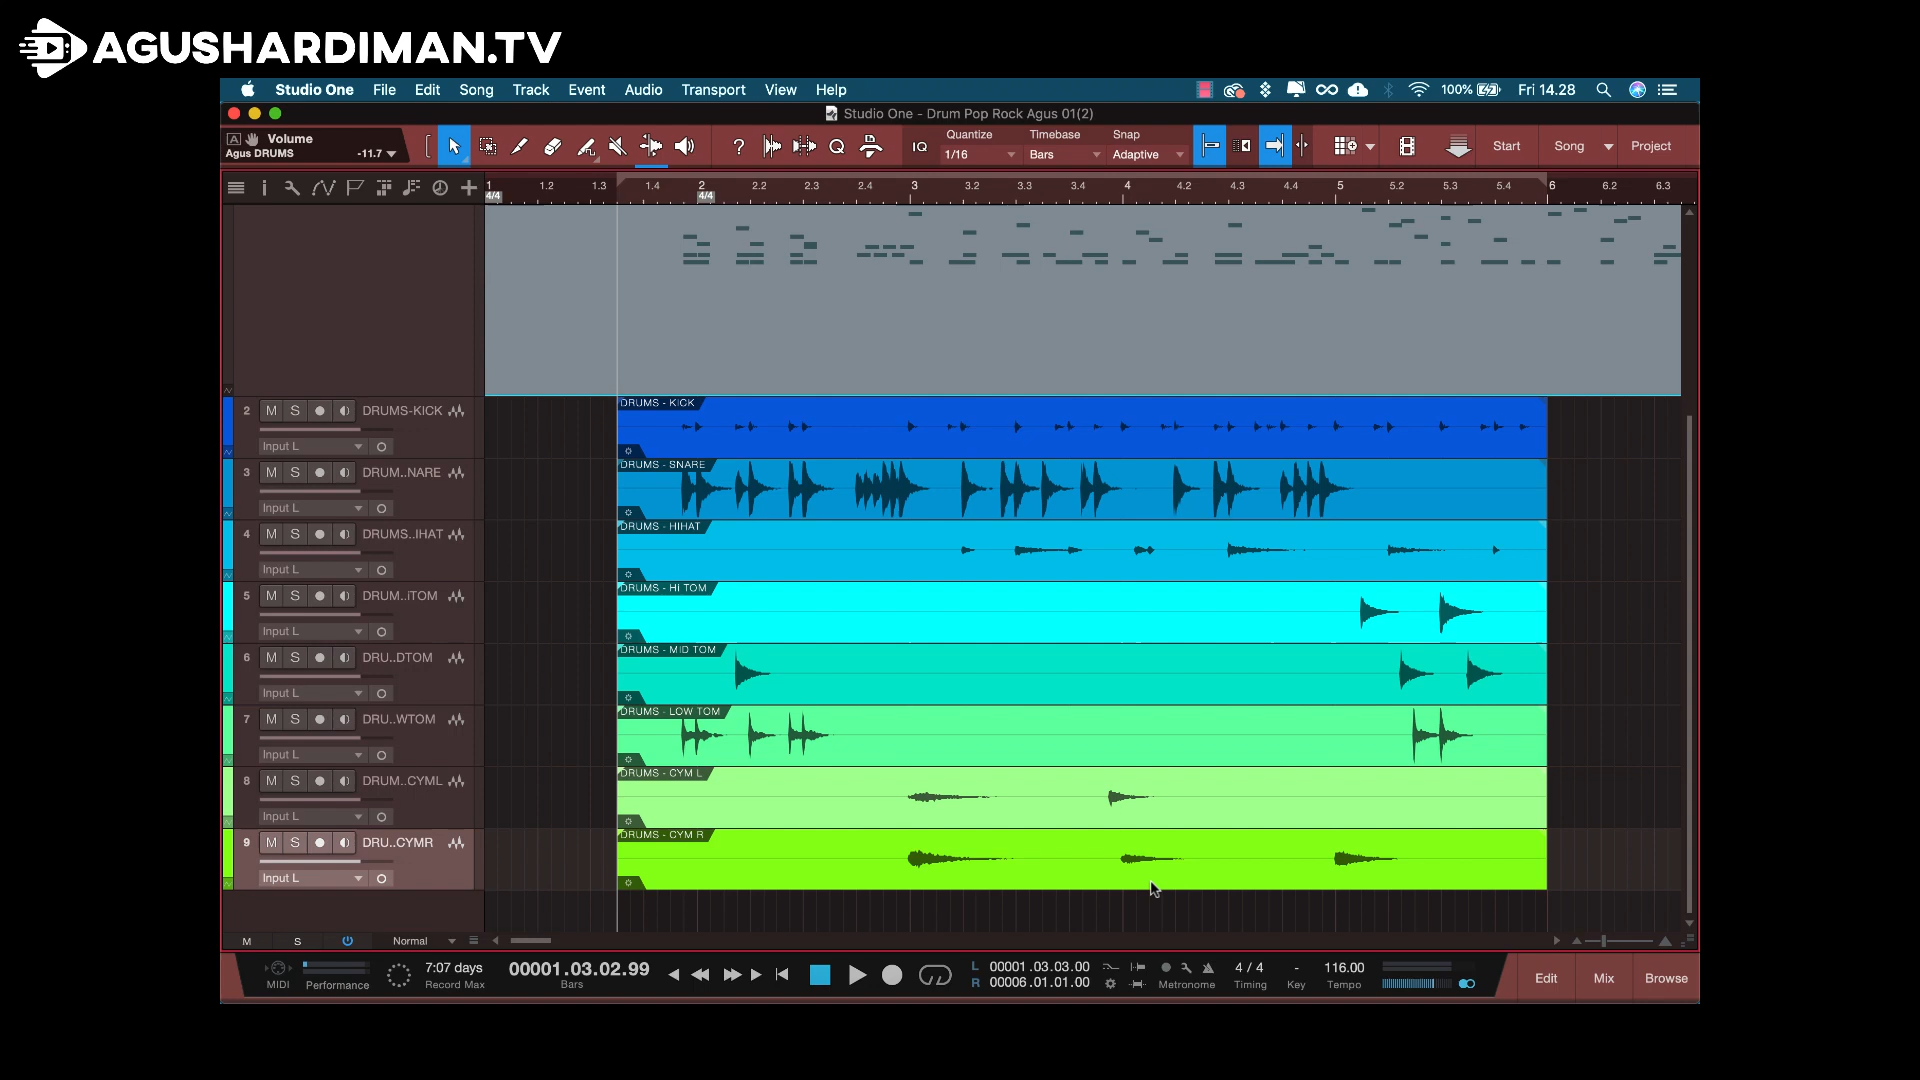 AGUSHARDIMAN.TV
Studio One File Edit Song Track Event Audio Transport View Help 100% Fri 14.28
Studio One - Drum Pop Rock Agus 01(2)
A Volume
Agus DRUMS -11.7
? Q IQ
Quantize
1/16
Timebase
Bars
Snap
Adaptive
Start Song Project
1 1.2 1.3 1.4 2 2.2 2.3 2.4 3 3.2 3.3 3.4 4 4.2 4.3 4.4 5 5.2 5.3 5.4 6 6.2 6.3
4/4 4/4
2 M S DRUMS-KICK
Input L
DRUMS - KICK
3 M S DRUM..NARE
Input L
DRUMS - SNARE
4 M S DRUMS..IHAT
Input L
DRUMS - HIHAT
5 M S DRUM..iTOM
Input L
DRUMS - HI TOM
6 M S DRU..DTOM
Input L
DRUMS - MID TOM
7 M S DRU..WTOM
Input L
DRUMS - LOW TOM
8 M S DRUM..CYML
Input L
DRUMS - CYM L
9 M S DRU..CYMR
Input L
DRUMS - CYM R
M S Normal
MIDI
Performance
7:07 days
Record Max
00001.03.02.99
Bars
L 00001.03.03.00
R 00006.01.01.00
Metronome
4 / 4
Timing
-
Key
116.00
Tempo
Edit Mix Browse